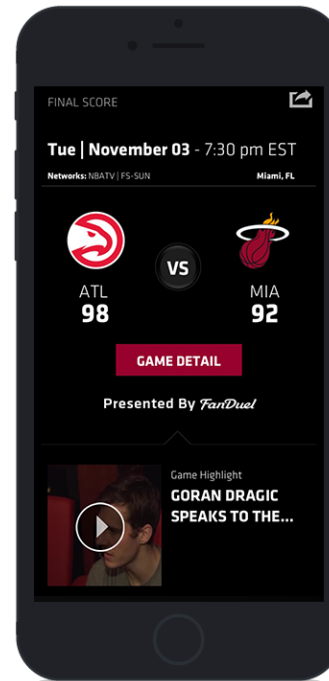 FINAL SCORE
Tue | November 03 - 7:30 pm EST
Networks: NBATV | FS-SUN Miami, FL
VS
ATL MIA
98 92
GAME DETAIL
Presented By FanDuel
Game Highlight
GORAN DRAGIC
SPEAKS TO THE...